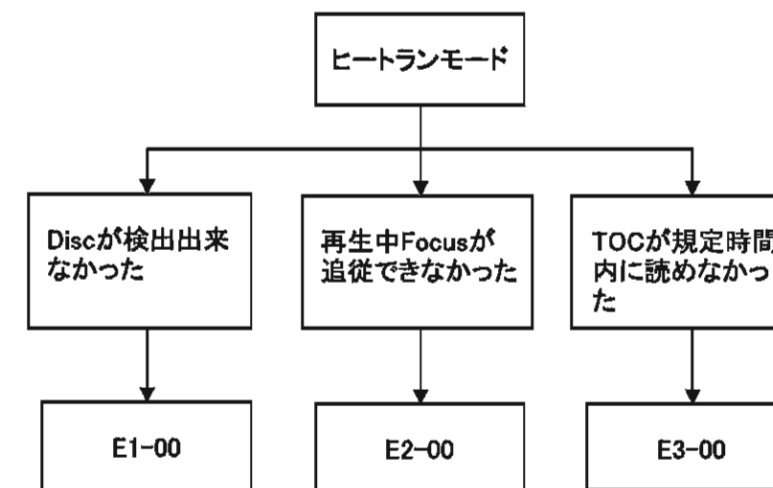 ヒートランモード
Discが検出出来
なかった
再生中Focusが
追従できなかった
TOCが規定時間
内に読めなかっ
た
E1-00
E2-00
E3-00